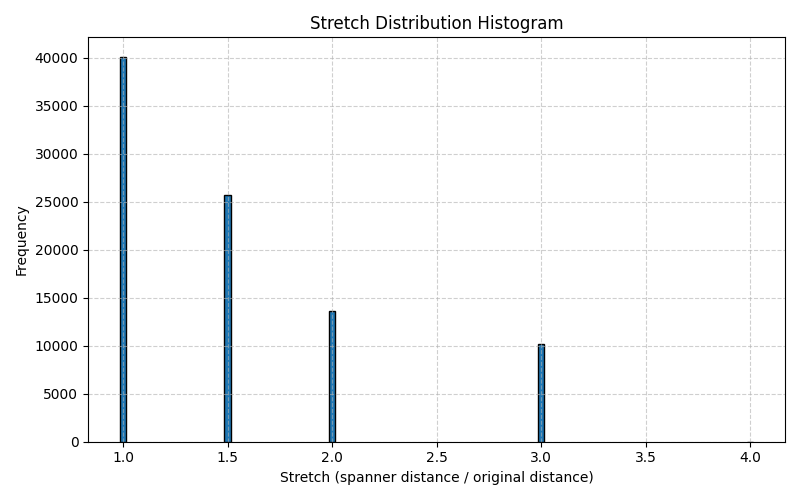 Stretch Distribution Histogram
Frequency
40000
35000
30000
25000
20000
15000
10000
5000
0
1.0 1.5 2.0 2.5 3.0 3.5 4.0
Stretch (spanner distance / original distance)